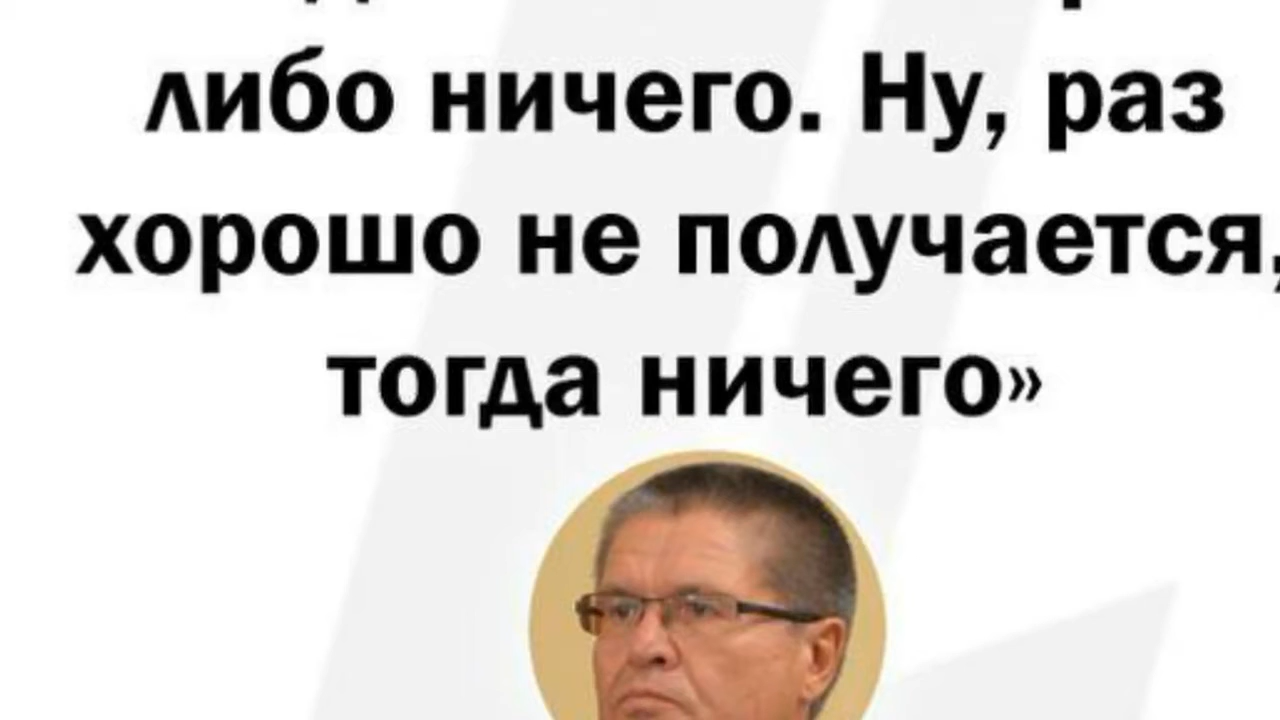 либо ничего. Ну, раз
хорошо не получается,
тогда ничего»